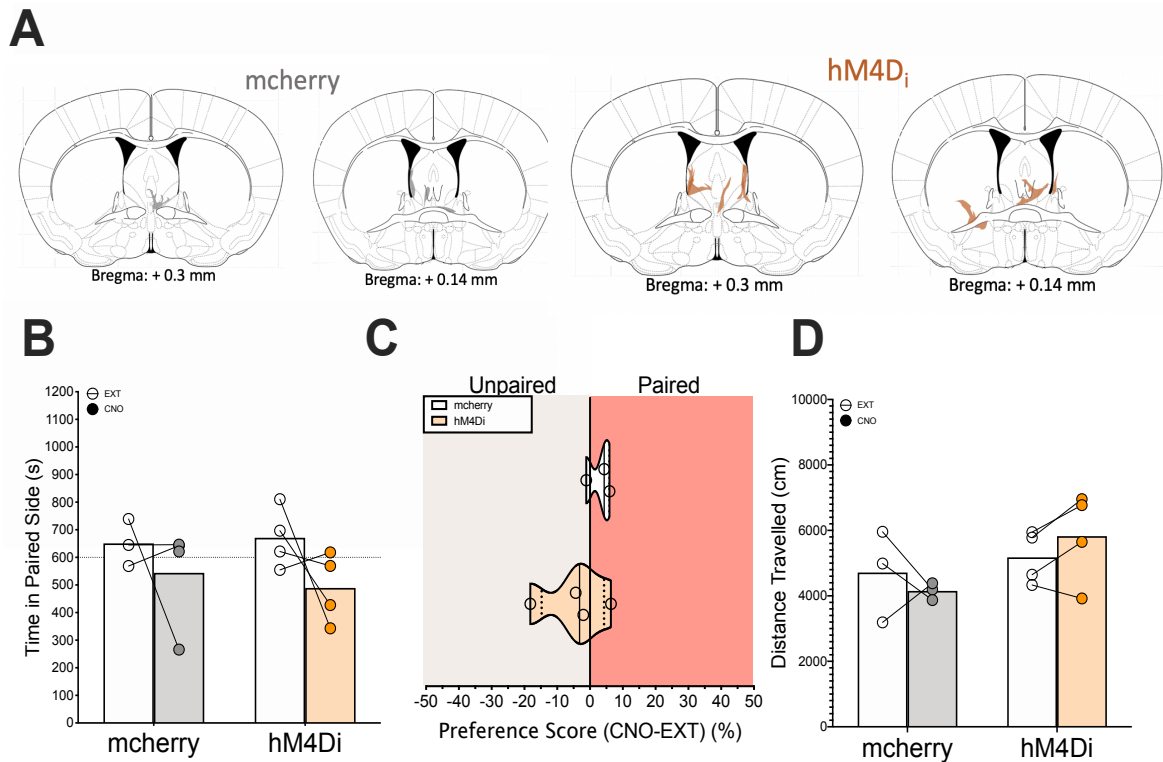 A
mcherry
hM4Di
Bregma: + 0.3 mm
Bregma: + 0.14 mm
Bregma: + 0.3 mm
Bregma: + 0.14 mm
B
EXT
CNO
Time in Paired Side (s)
1200
1100
1000
900
800
700
600
500
400
300
200
100
0
mcherry
hM4Di
C
Unpaired
Paired
mcherry
hM4Di
-50 -40 -30 -20 -10 0 10 20 30 40 50
Preference Score (CNO-EXT) (%)
D
EXT
CNO
Distance Travelled (cm)
10000
8000
6000
4000
2000
0
mcherry
hM4Di